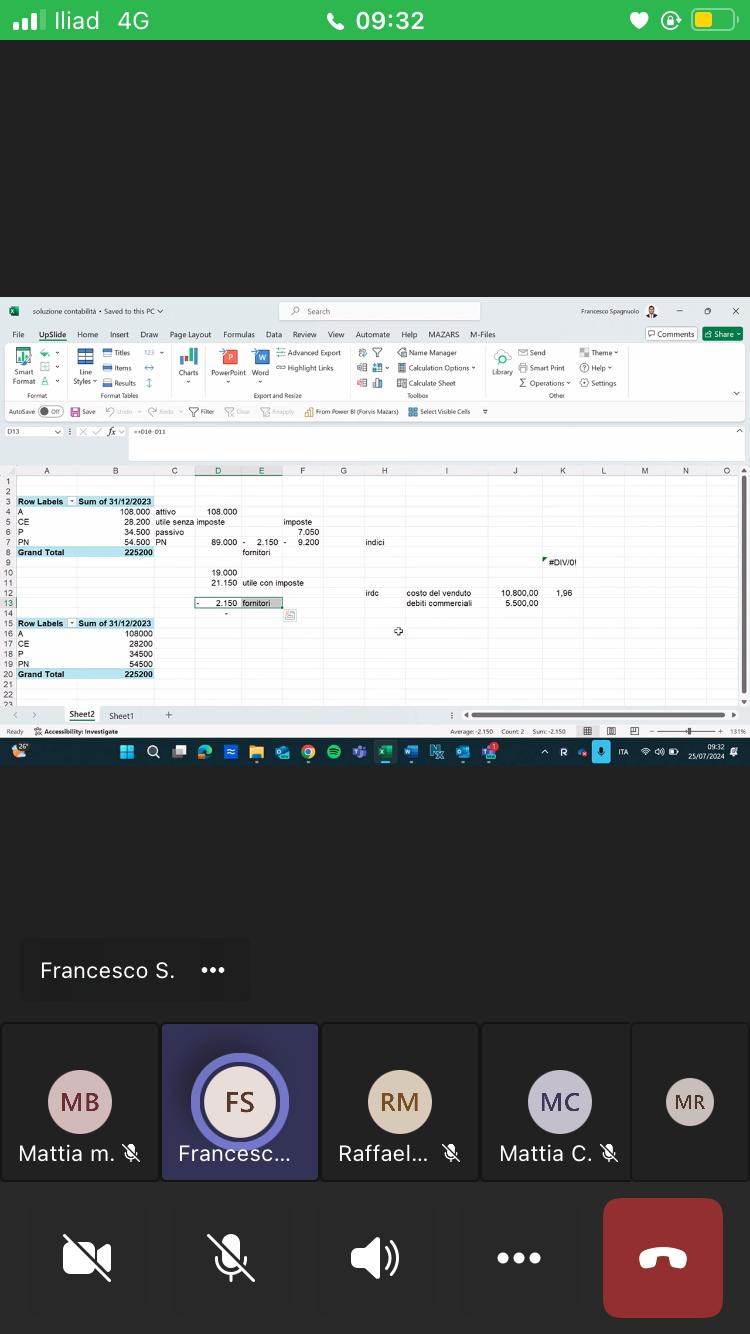 Iliad 4G 09:32
soluzione contabilità • Saved to this PC Search Francesco Spagnuolo
File UpSlide Home Insert Draw Page Layout Formulas Data Review View Automate Help MAZARS M-Files Comments Share
Smart Format Line Styles Titles Items Results 123 Charts PowerPoint Word Advanced Export Highlight Links Name Manager Calculation Options Calculate Sheet Library Send Smart Print Operations Theme Help Settings
Format Format Tables Export and Resize Toolbox Other
AutoSave Off Save Undo Redo Filter Clear Reapply From Power BI (Forvis Mazars) Select Visible Cells
D13 fx =+D10-D11
A B C D E F G H I J K L M N O
1
2
3 Row Labels Sum of 31/12/2023
4 A 108.000 attivo 108.000
5 CE 28.200 utile senza imposte imposte
6 P 34.500 passivo 7.050
7 PN 54.500 PN 89.000 - 2.150 - 9.200 indici
8 Grand Total 225200 fornitori
9 #DIV/0!
10 19.000
11 21.150 utile con imposte
12 irdc costo del venduto 10.800,00 1,96
13 - 2.150 fornitori debiti commerciali 5.500,00
14 -
15 Row Labels Sum of 31/12/2023
16 A 108000
17 CE 28200
18 P 34500
19 PN 54500
20 Grand Total 225200
21
22
23
Sheet2 Sheet1 +
Ready Accessibility: Investigate Average: -2.150 Count: 2 Sum: -2.150 131%
26° ITA 09:32
25/07/2024
Francesco S.
MB FS RM MC MR
Mattia m. Francesc... Raffael... Mattia C.